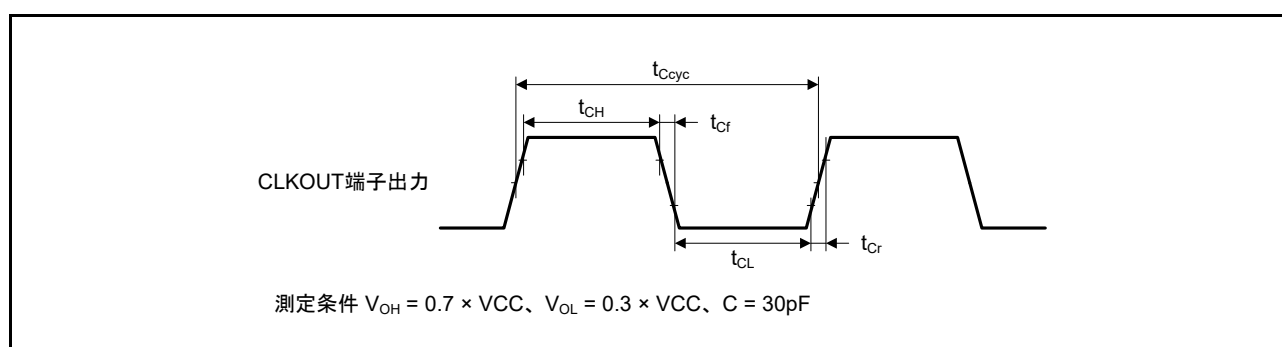 tCcyc
tCH
tCf
CLKOUT端子出力
tCL
tCr
測定条件 VOH = 0.7 × VCC、VOL = 0.3 × VCC、C = 30pF